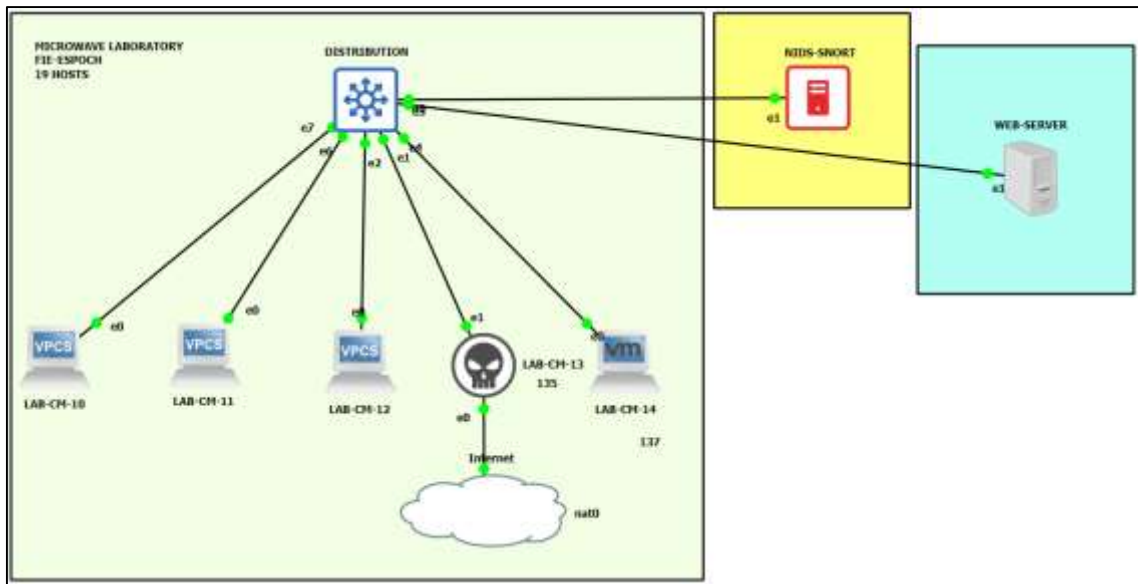 MICROWAVE LABORATORY
FIE-ESPOCH
19 HOSTS
DISTRIBUTION
NIDS-SNORT
WEB-SERVER
e7
e6
e2
e1
e1
e0
e0
e1
VPCS
VPCS
VPCS
vm
LAB-CM-10
LAB-CM-11
LAB-CM-12
LAB-CM-13
135
LAB-CM-14
137
e0
Internet
nat0